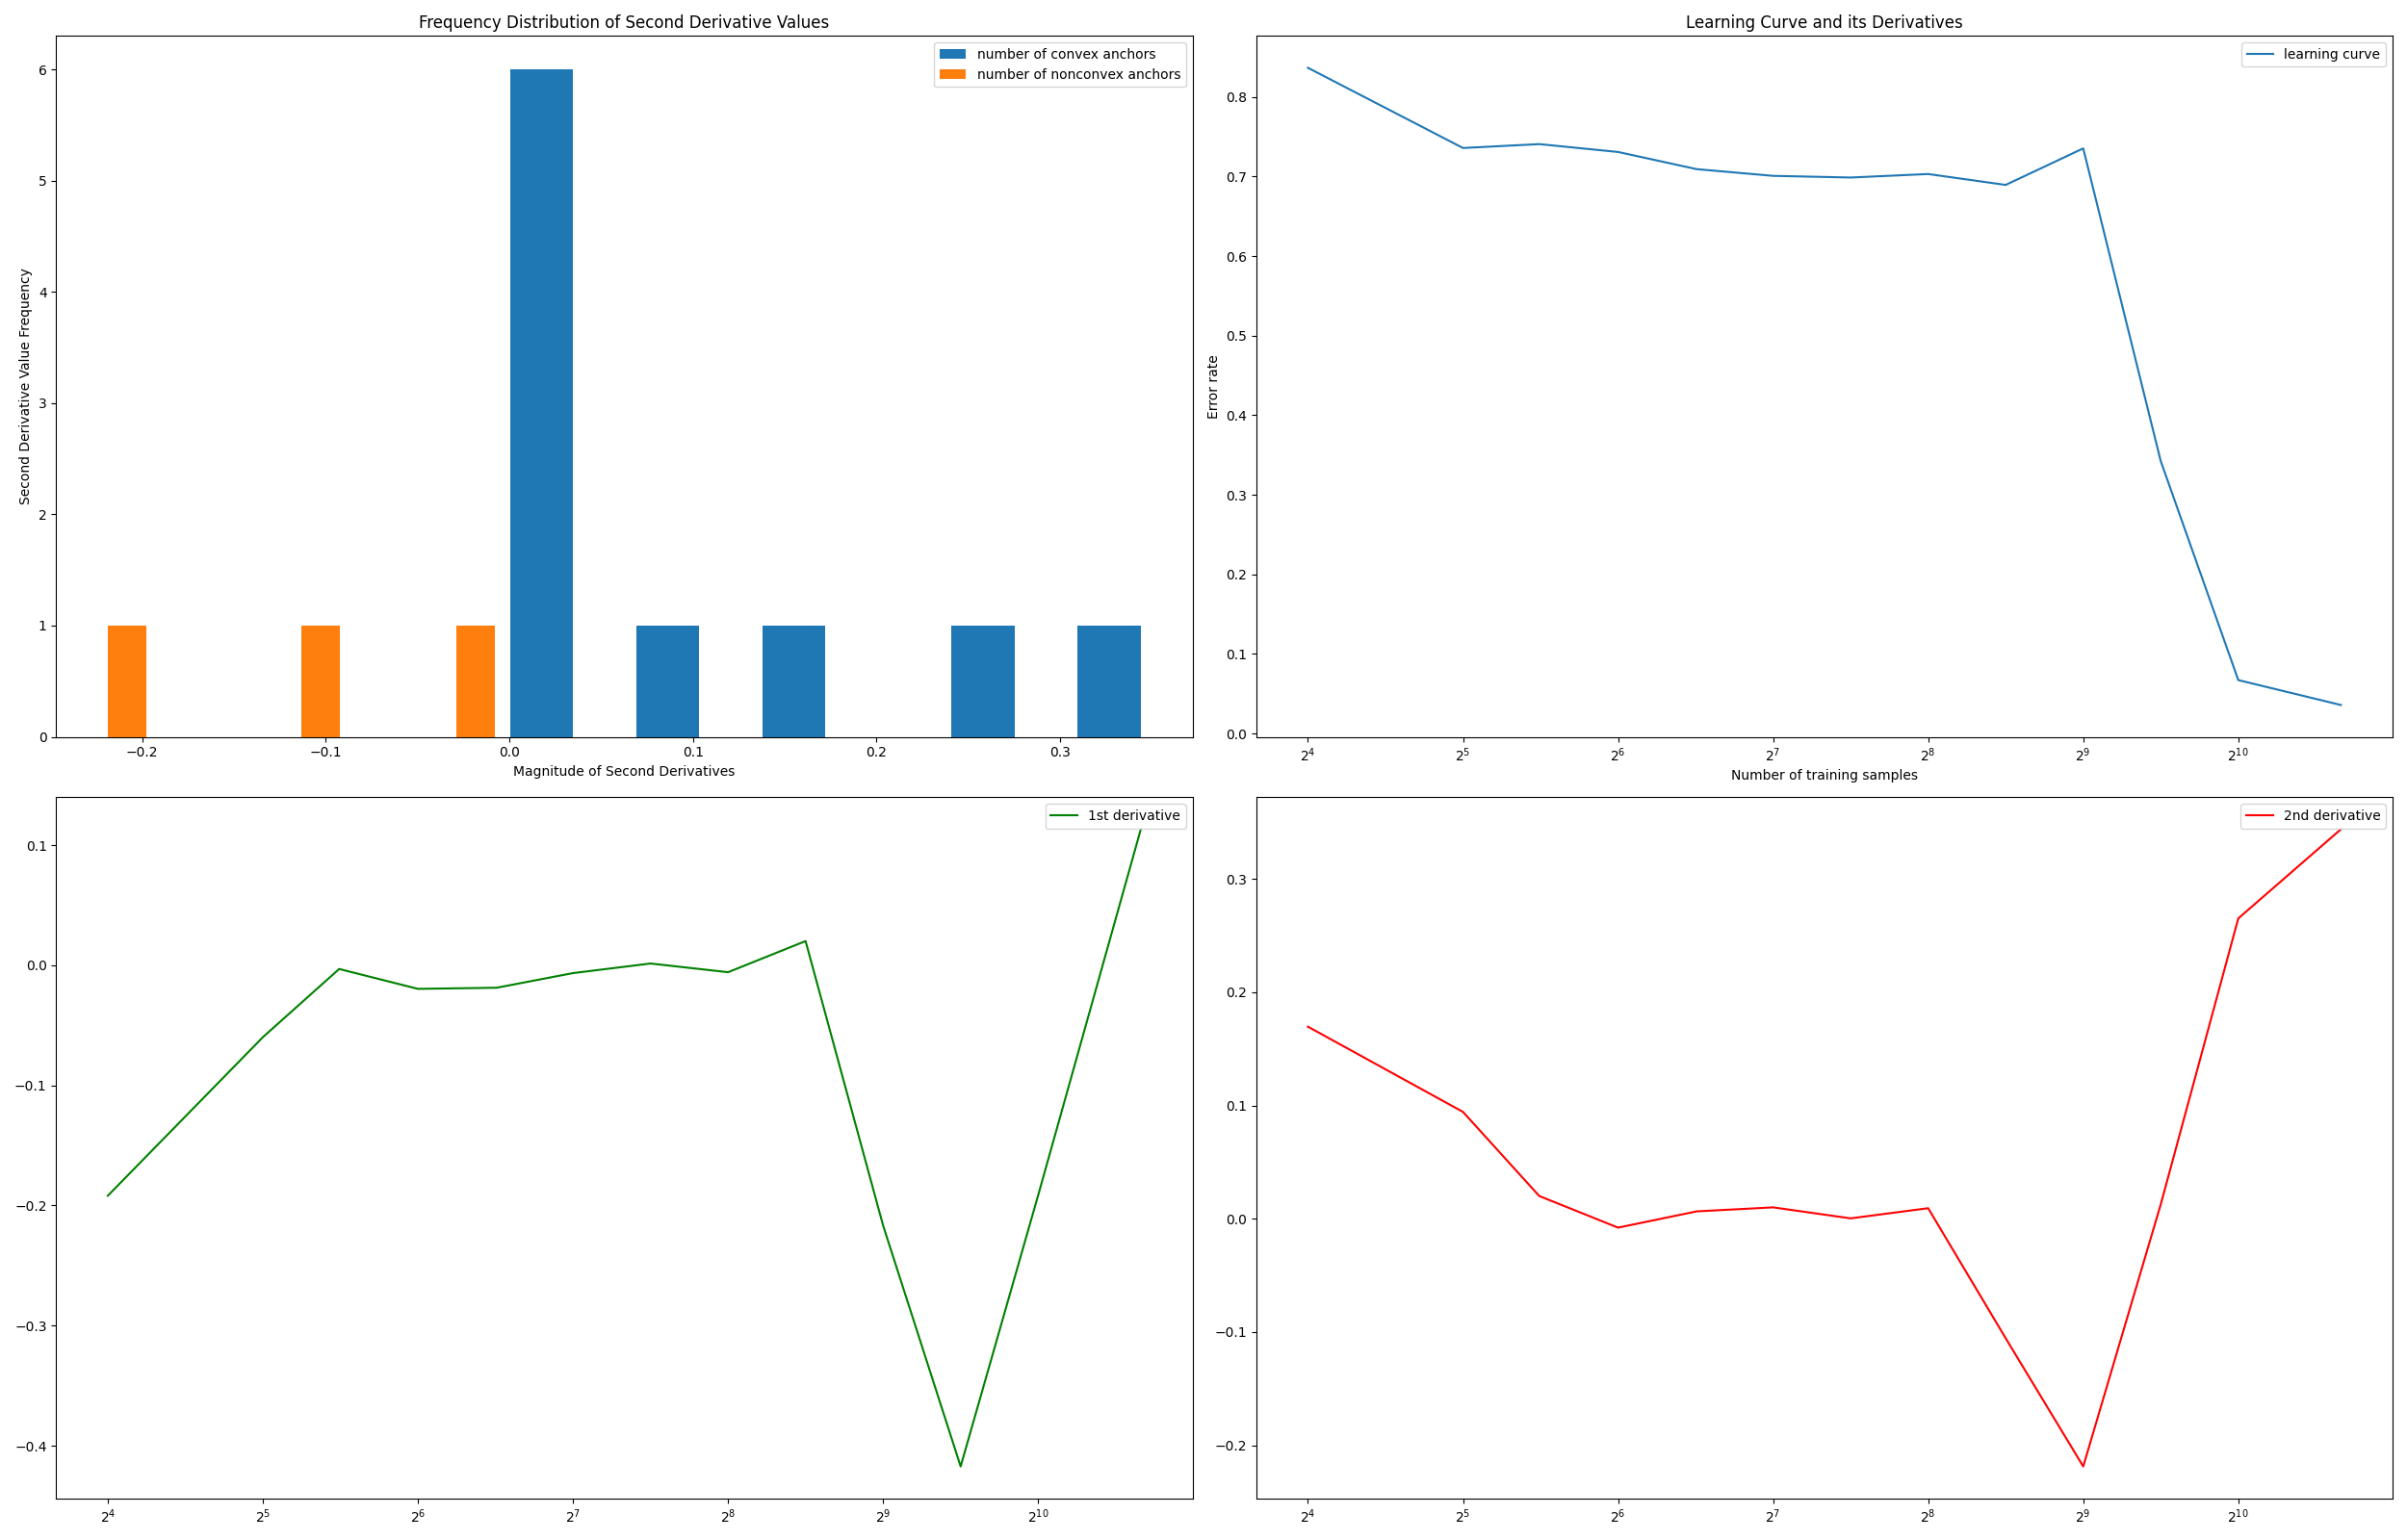 Frequency Distribution of Second Derivative Values
number of convex anchors
number of nonconvex anchors
Second Derivative Value Frequency
6
5
4
3
2
1
0
−0.2 −0.1 0.0 0.1 0.2 0.3
Magnitude of Second Derivatives
Learning Curve and its Derivatives
learning curve
Error rate
0.8
0.7
0.6
0.5
0.4
0.3
0.2
0.1
0.0
2^4 2^5 2^6 2^7 2^8 2^9 2^10
Number of training samples
1st derivative
0.1
0.0
−0.1
−0.2
−0.3
−0.4
2^4 2^5 2^6 2^7 2^8 2^9 2^10
2nd derivative
0.3
0.2
0.1
0.0
−0.1
−0.2
2^4 2^5 2^6 2^7 2^8 2^9 2^10